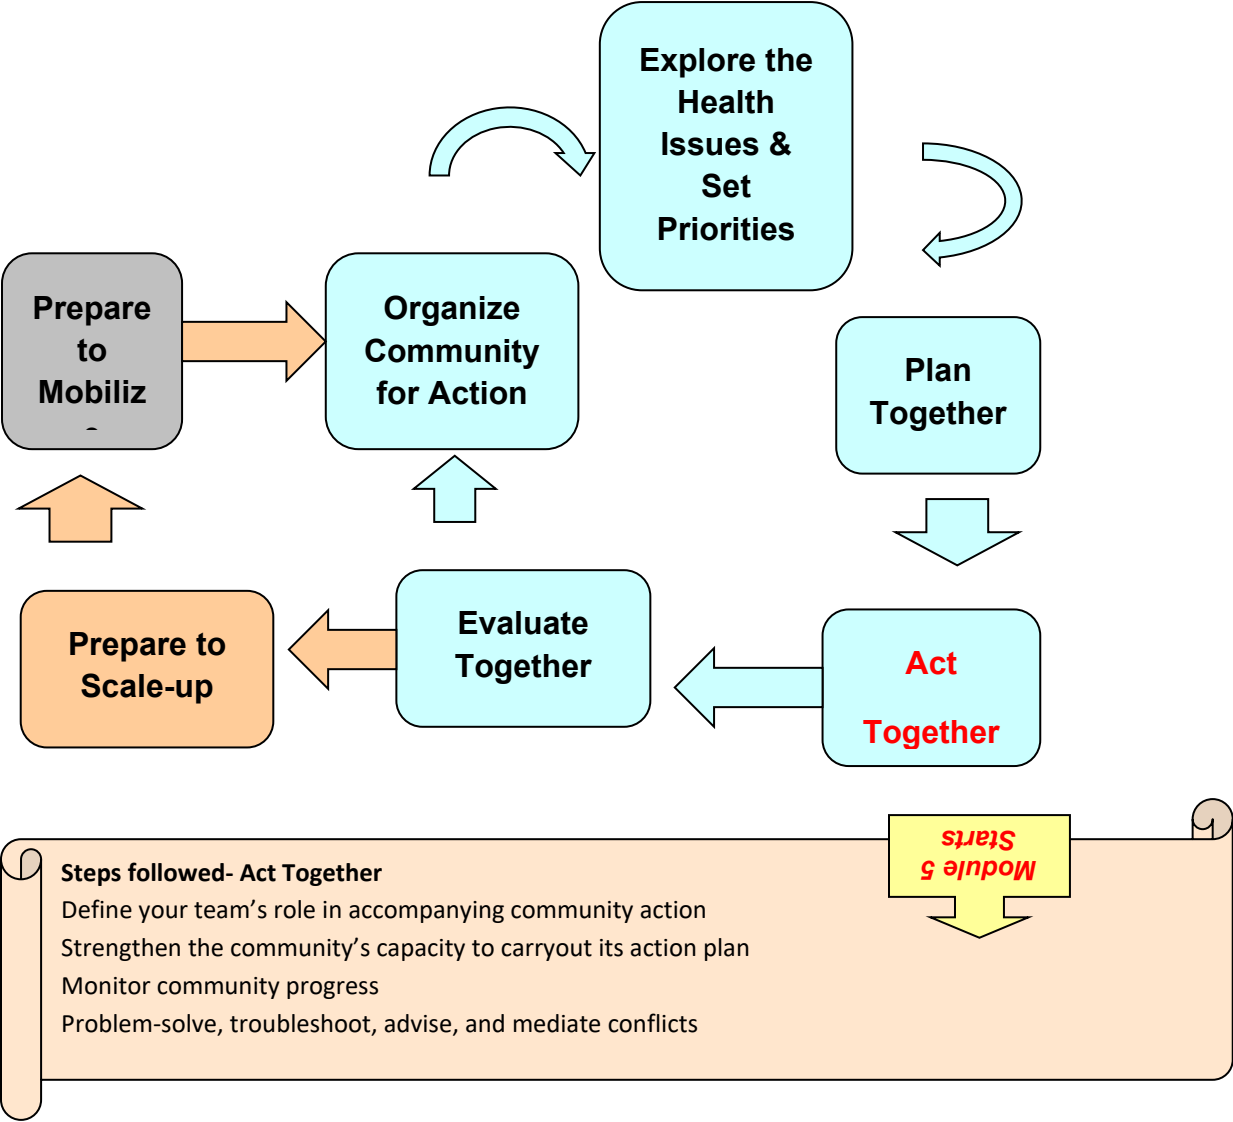 Explore the
Health
Issues &
Set
Priorities
Prepare
to
Mobiliz
Organize
Community
for Action
Plan
Together
Evaluate
Together
Prepare to
Scale-up
Act
Together
Module 5
Starts
Steps followed- Act Together
Define your team’s role in accompanying community action
Strengthen the community’s capacity to carryout its action plan
Monitor community progress
Problem-solve, troubleshoot, advise, and mediate conflicts